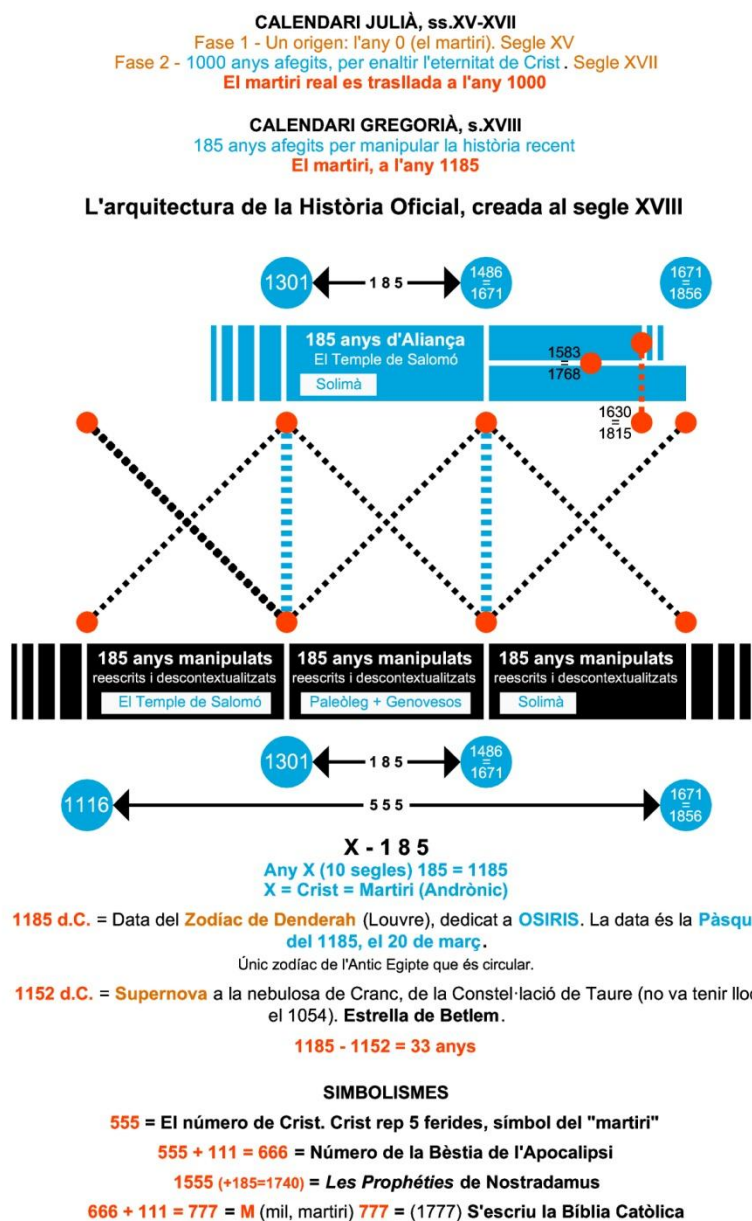 CALENDARI JULIÀ, ss.XV-XVII
Fase 1 - Un origen: l'any 0 (el martiri). Segle XV
Fase 2 - 1000 anys afegits, per enaltir l'eternitat de Crist. Segle XVII
El martiri real es trasllada a l'any 1000
CALENDARI GREGORIÀ, s.XVIII
185 anys afegits per manipular la història recent
El martiri, a l'any 1185
L'arquitectura de la Història Oficial, creada al segle XVIII
1301
185
1486
=
1671
1671
=
1856
185 anys d'Aliança
El Temple de Salomó
Solimà
1583
=
1768
1630
=
1815
185 anys manipulats
reescrits i descontextualitzats
El Temple de Salomó
185 anys manipulats
reescrits i descontextualitzats
Paleòleg + Genovesos
185 anys manipulats
reescrits i descontextualitzats
Solimà
1301
185
1486
=
1671
1116
555
1671
=
1856
X - 185
Any X (10 segles) 185 = 1185
X = Crist = Martiri (Andrònic)
1185 d.C. = Data del Zodíac de Denderah (Louvre), dedicat a OSIRIS. La data és la Pàsqu
del 1185, el 20 de març.
Únic zodíac de l'Antic Egipte que és circular.
1152 d.C. = Supernova a la nebulosa de Cranc, de la Constel·lació de Taure (no va tenir lloc
el 1054). Estrella de Betlem.
1185 - 1152 = 33 anys
SIMBOLISMES
555 = El número de Crist. Crist rep 5 ferides, símbol del "martiri"
555 + 111 = 666 = Número de la Bèstia de l'Apocalipsi
1555 (+185=1740) = Les Prophéties de Nostradamus
666 + 111 = 777 = M (mil, martiri) 777 = (1777) S'escriu la Bíblia Catòlica